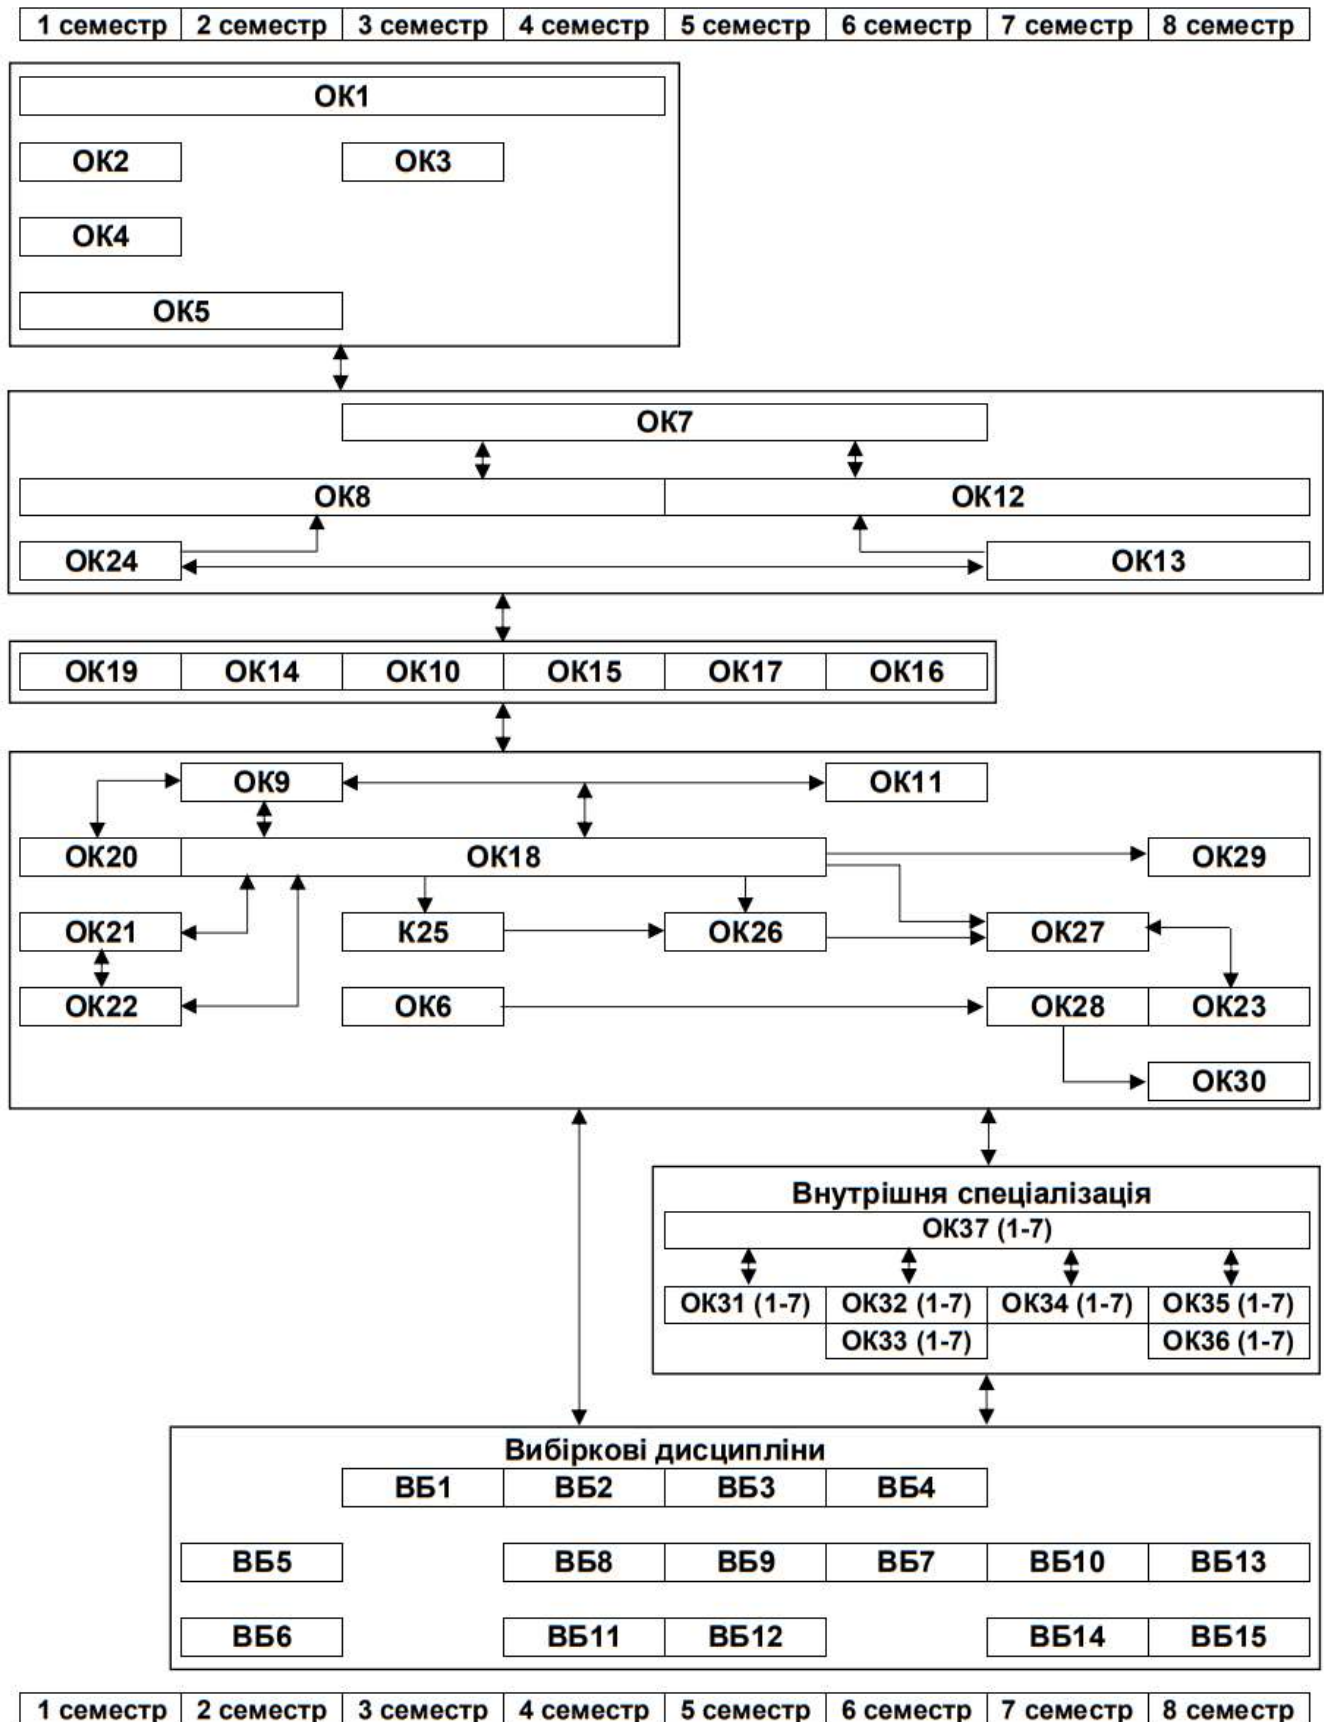 1 семестр 2 семестр 3 семестр 4 семестр 5 семестр 6 семестр 7 семестр 8 семестр
ОК1
ОК2 ОК3
ОК4
ОК5
ОК7
ОК8 ОК12
ОК24 ОК13
ОК19 ОК14 ОК10 ОК15 ОК17 ОК16
ОК9 ОК11
ОК20 ОК18 ОК29
ОК21 К25 ОК26 ОК27
ОК22 ОК6 ОК28 ОК23
ОК30
Внутрішня спеціалізація
ОК37 (1-7)
ОК31 (1-7) ОК32 (1-7) ОК34 (1-7) ОК35 (1-7)
ОК33 (1-7) ОК36 (1-7)
Вибіркові дисципліни
ВБ1 ВБ2 ВБ3 ВБ4
ВБ5 ВБ8 ВБ9 ВБ7 ВБ10 ВБ13
ВБ6 ВБ11 ВБ12 ВБ14 ВБ15
1 семестр 2 семестр 3 семестр 4 семестр 5 семестр 6 семестр 7 семестр 8 семестр